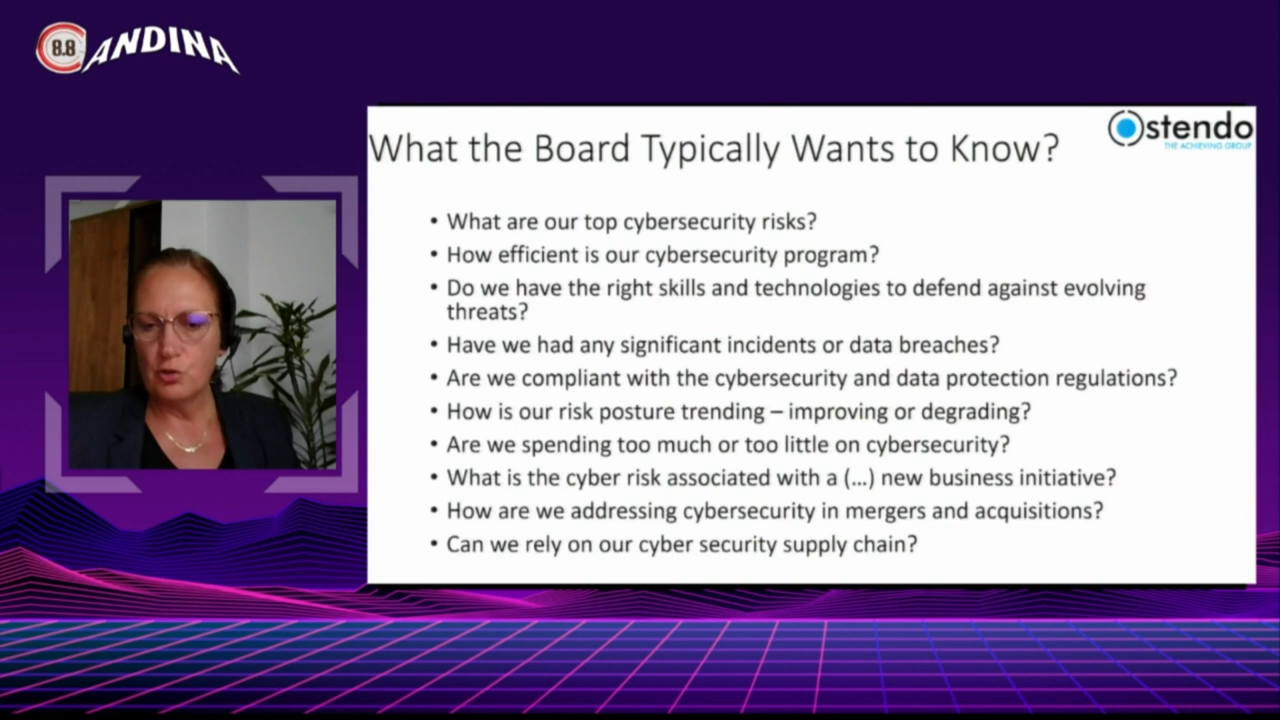 8.8 ANDINA
What the Board Typically Wants to Know?
Ostendo
THE ACHIEVING GROUP
• What are our top cybersecurity risks?
• How efficient is our cybersecurity program?
• Do we have the right skills and technologies to defend against evolving
threats?
• Have we had any significant incidents or data breaches?
• Are we compliant with the cybersecurity and data protection regulations?
• How is our risk posture trending – improving or degrading?
• Are we spending too much or too little on cybersecurity?
• What is the cyber risk associated with a (...) new business initiative?
• How are we addressing cybersecurity in mergers and acquisitions?
• Can we rely on our cyber security supply chain?